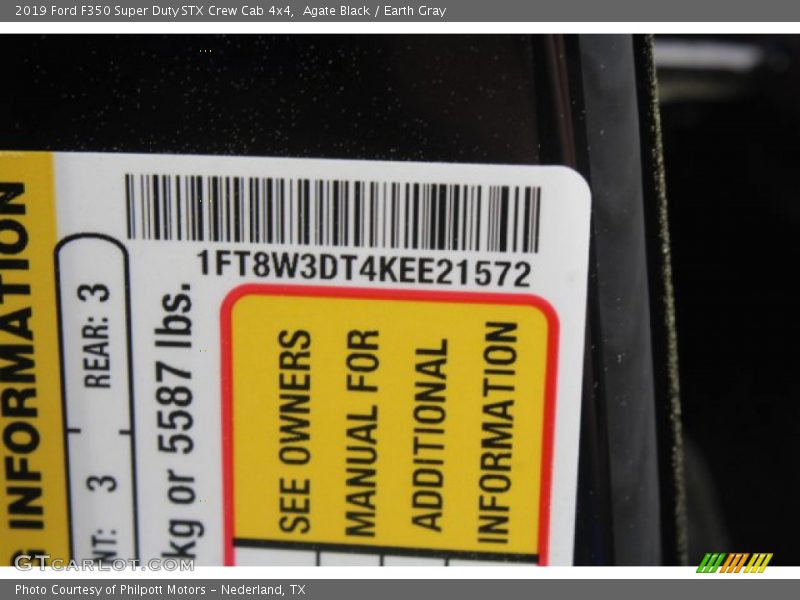 2019 Ford F350 Super Duty STX Crew Cab 4x4, Agate Black / Earth Gray
1FT8W3DT4KEE21572
INFORMATION
REAR: 3
3
kg or 5587 lbs.
SEE OWNERS
MANUAL FOR
ADDITIONAL
INFORMATION
GTCarLot.com
Photo Courtesy of Philpott Motors - Nederland, TX